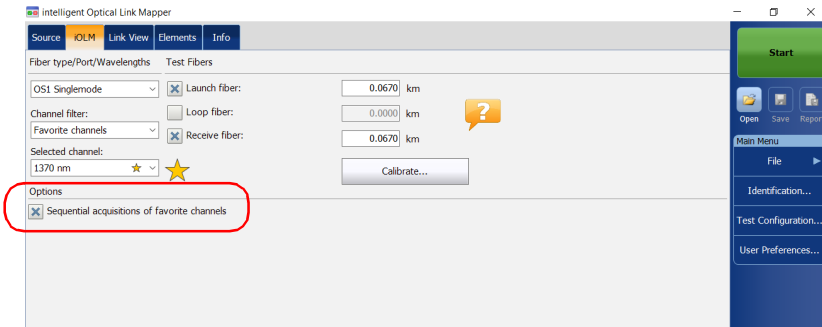 intelligent Optical Link Mapper
Source iOLM Link View Elements Info
Fiber type/Port/Wavelengths Test Fibers
OS1 Singlemode
Launch fiber: 0.0670 km
Channel filter:
Loop fiber: 0.0000 km
Favorite channels
Receive fiber: 0.0670 km
Selected channel:
1370 nm
Calibrate...
Options
Sequential acquisitions of favorite channels
Start
Open Save Repor
Main Menu
File
Identification...
Test Configuration...
User Preferences...